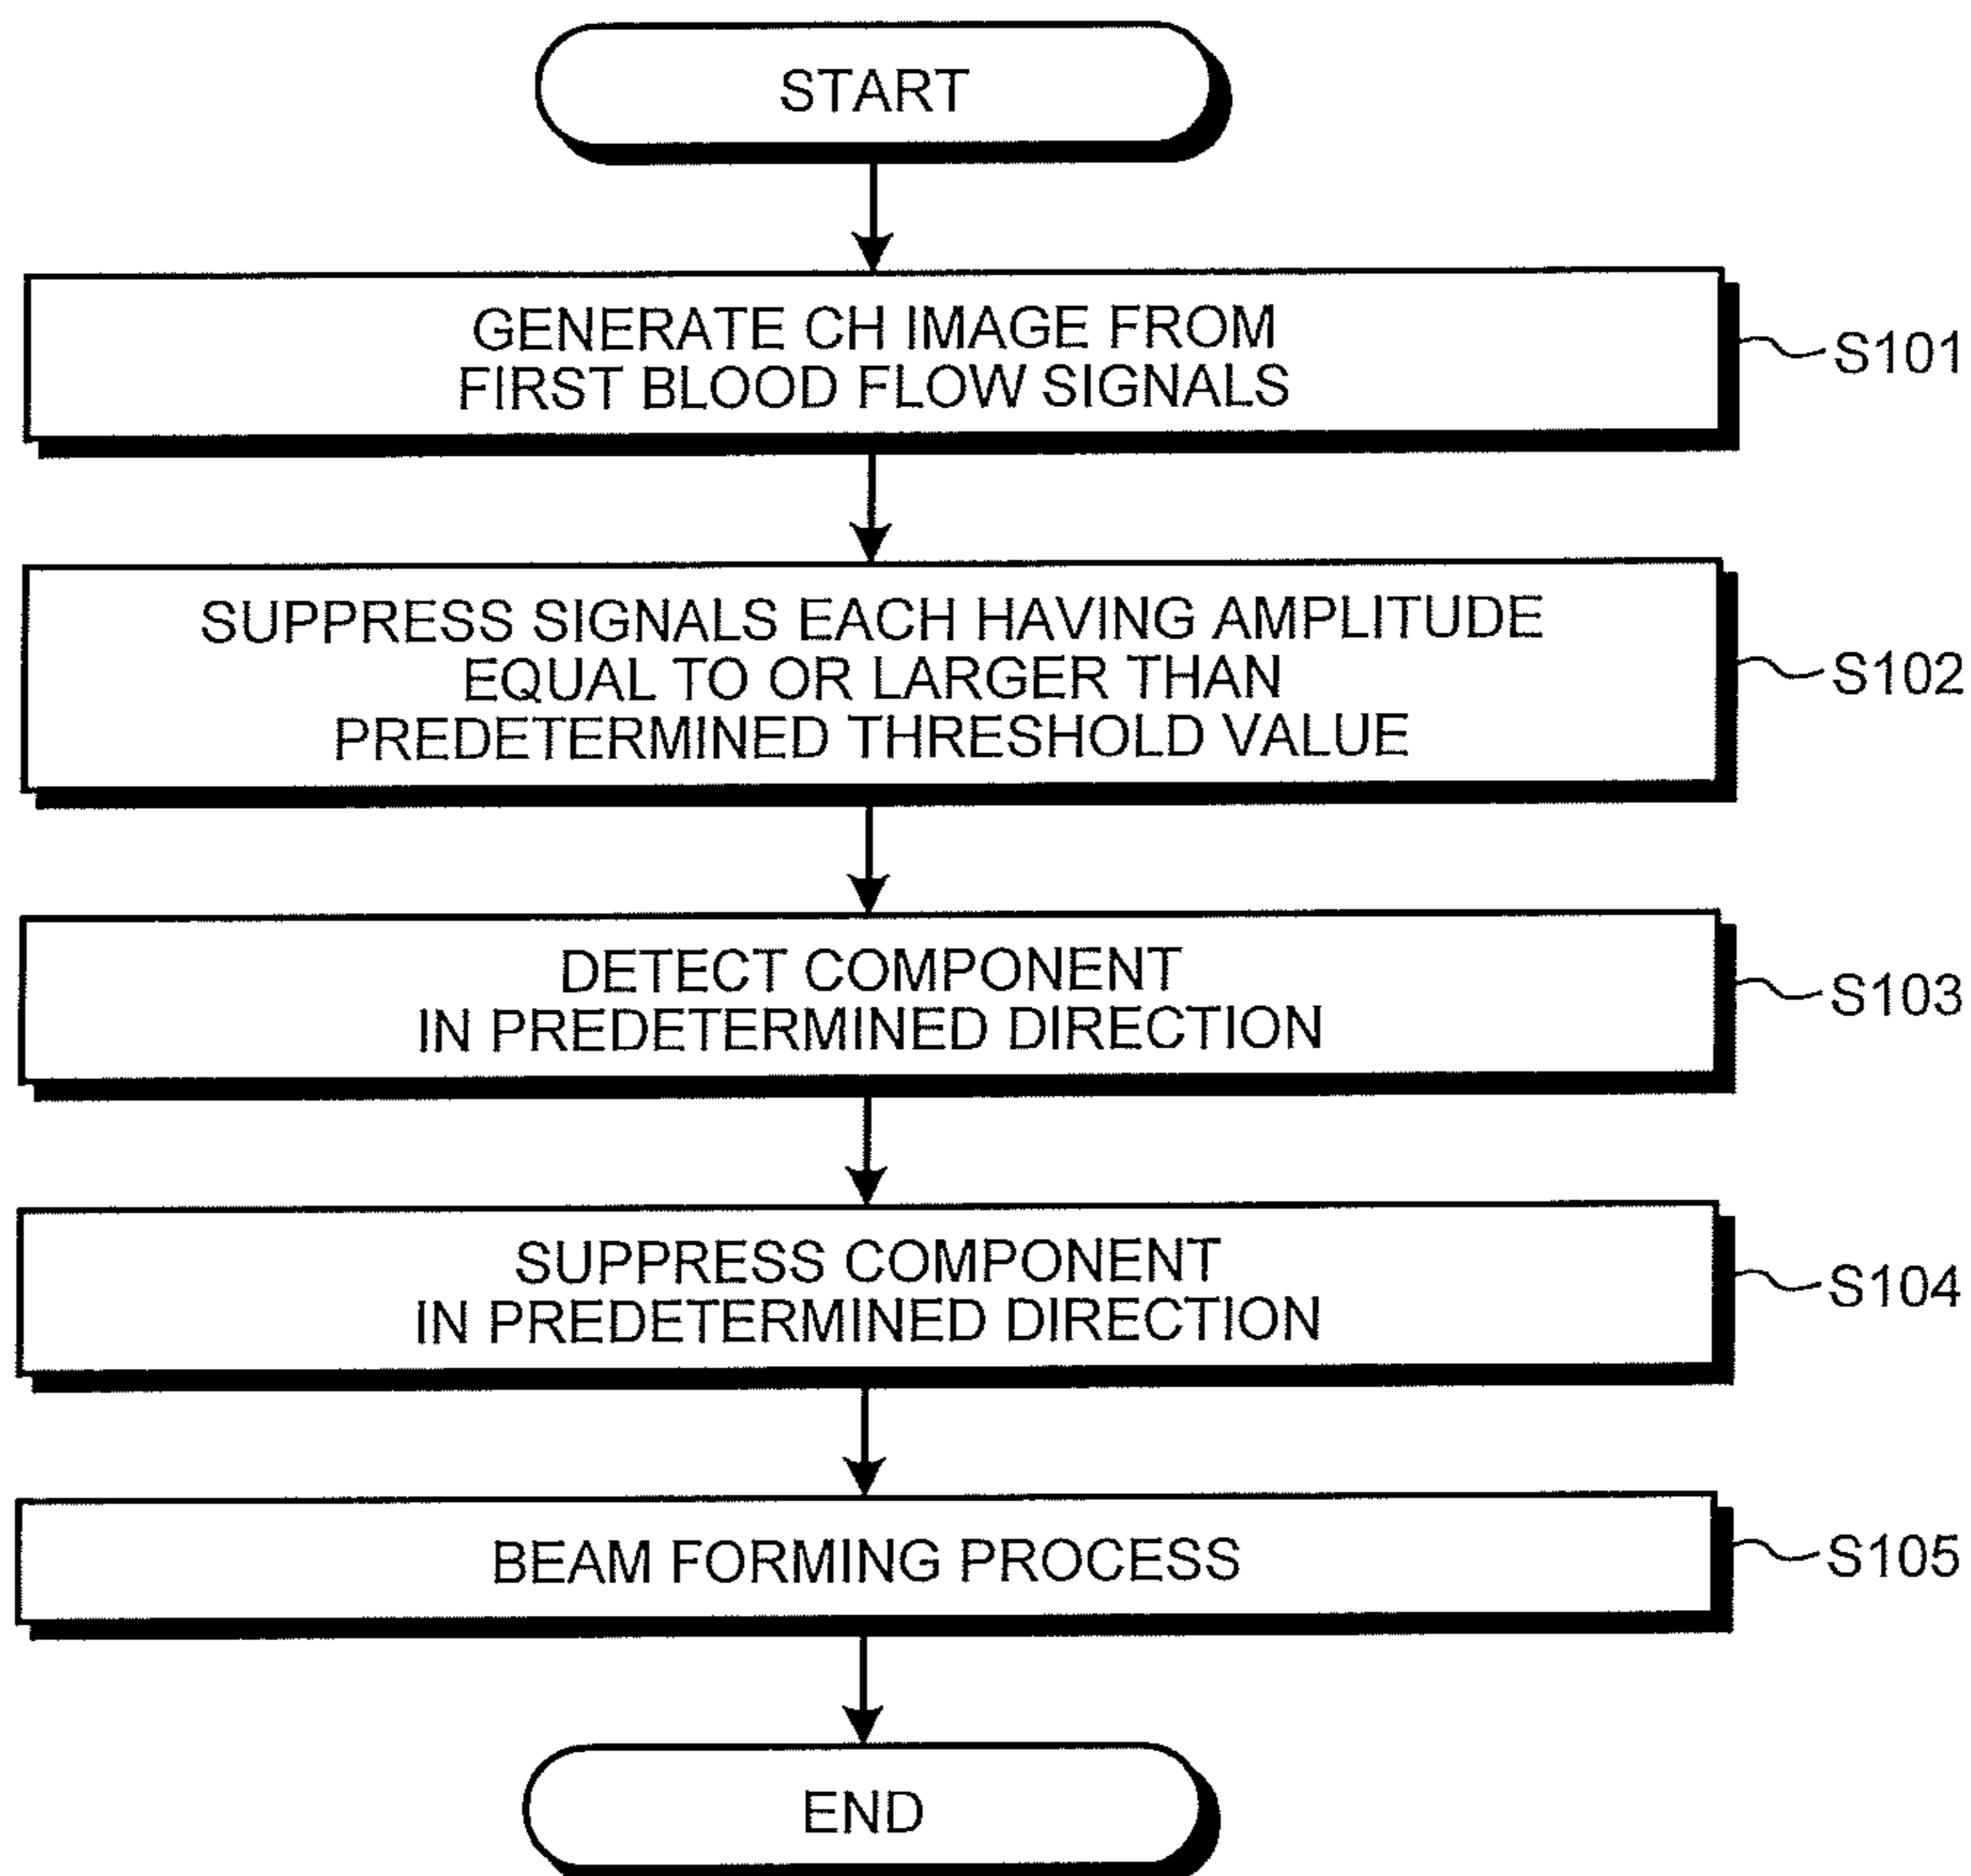 START
GENERATE CH IMAGE FROM
FIRST BLOOD FLOW SIGNALS
S101
SUPPRESS SIGNALS EACH HAVING AMPLITUDE
EQUAL TO OR LARGER THAN
PREDETERMINED THRESHOLD VALUE
S102
DETECT COMPONENT
IN PREDETERMINED DIRECTION
S103
SUPPRESS COMPONENT
IN PREDETERMINED DIRECTION
S104
BEAM FORMING PROCESS
S105
END